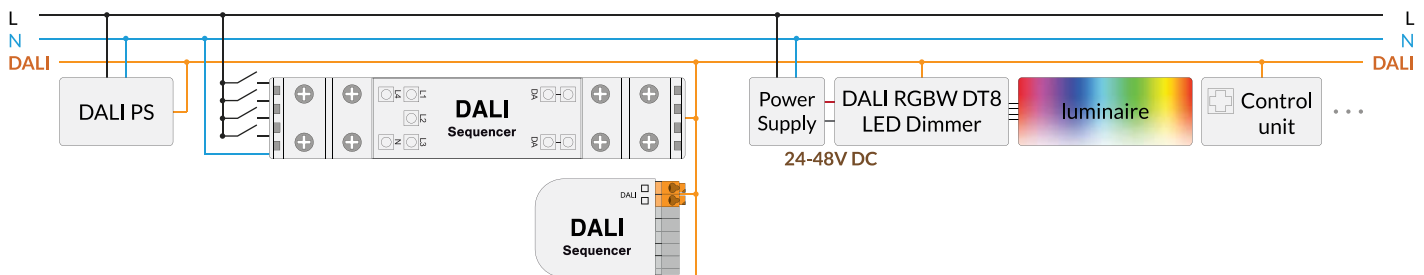 L
L
N
N
DALI
DALI
DALI PS
L4
L1
L2
N
L3
DALI
Sequencer
DA
DA
Power
Supply
DALI RGBW DT8
LED Dimmer
luminaire
Control
unit
...
24-48V DC
DALI
DALI
Sequencer